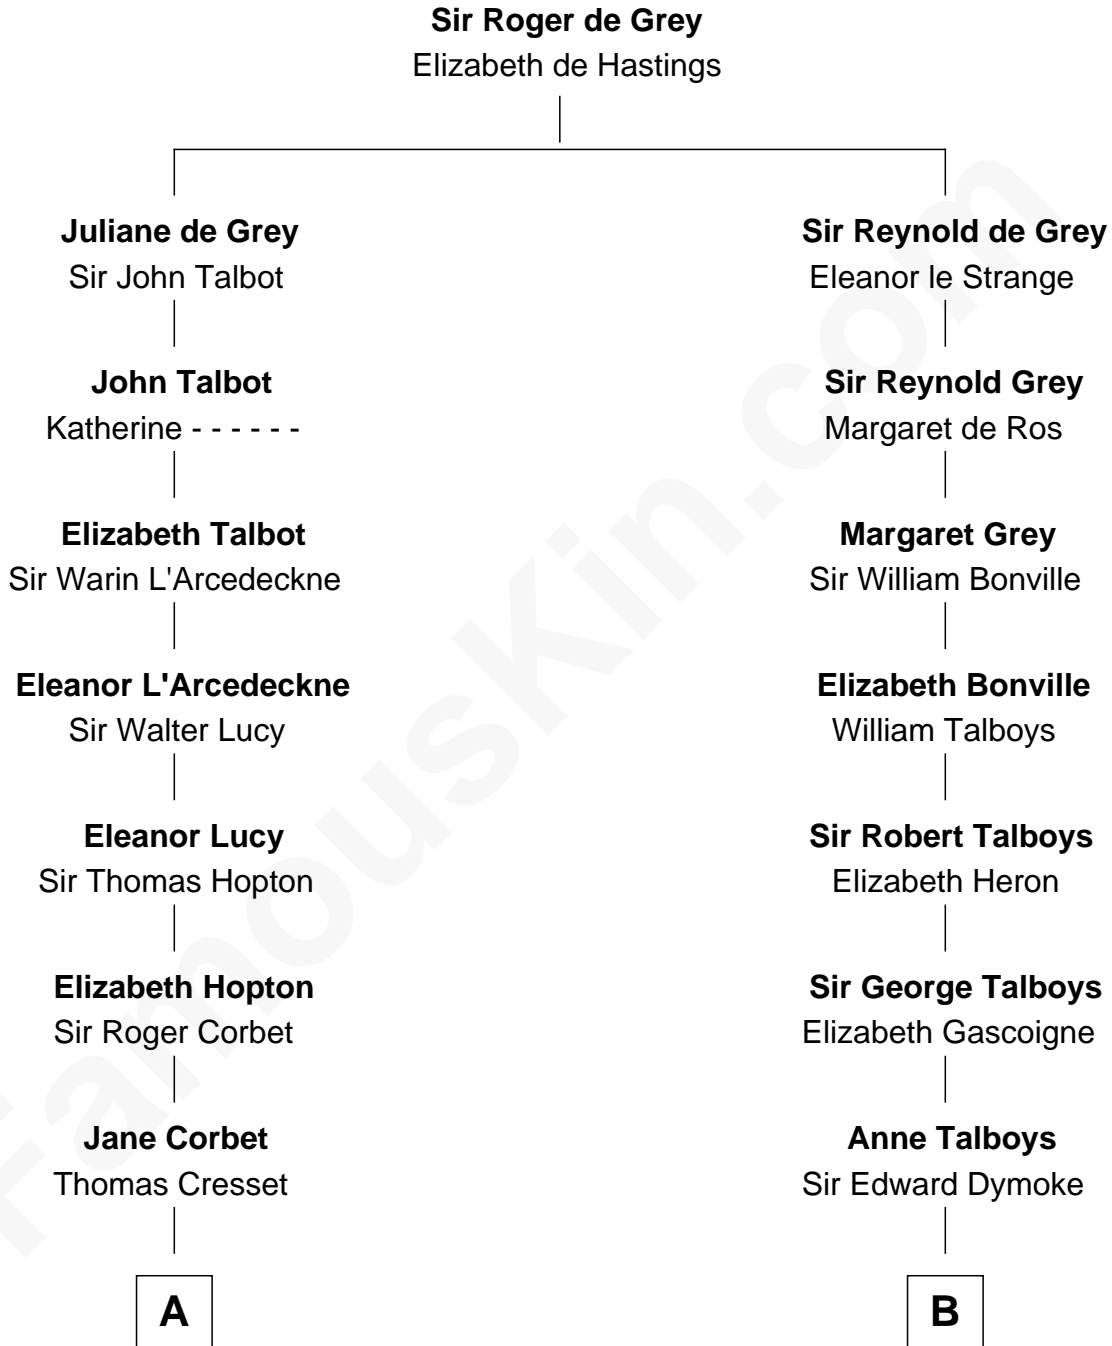 Sir Roger de Grey
Elizabeth de Hastings
Juliane de Grey
Sir John Talbot
John Talbot
Katherine - - - - - -
Elizabeth Talbot
Sir Warin L'Arcedeckne
Eleanor L'Arcedeckne
Sir Walter Lucy
Eleanor Lucy
Sir Thomas Hopton
Elizabeth Hopton
Sir Roger Corbet
Jane Corbet
Thomas Cresset
A
Sir Reynold de Grey
Eleanor le Strange
Sir Reynold Grey
Margaret de Ros
Margaret Grey
Sir William Bonville
Elizabeth Bonville
William Talboys
Sir Robert Talboys
Elizabeth Heron
Sir George Talboys
Elizabeth Gascoigne
Anne Talboys
Sir Edward Dymoke
B
FamousKin.com